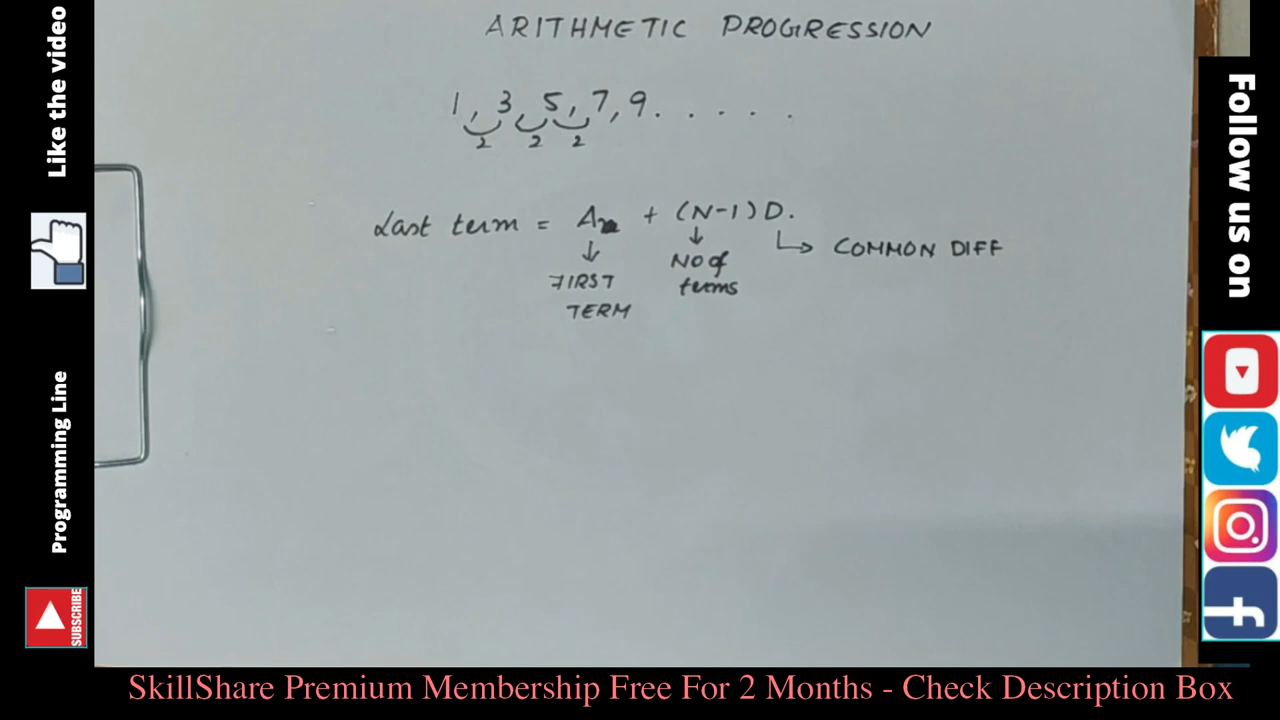 ARITHMETIC PROGRESSION
1, 3, 5, 7, 9. . . . . .
2 2 2
Last term = A + (N-1) D.
COMMON DIFF
FIRST
TERM
NO of
terms
Like the video
Programming Line
SUBSCRIBE
Follow us on
SkillShare Premium Membership Free For 2 Months - Check Description Box